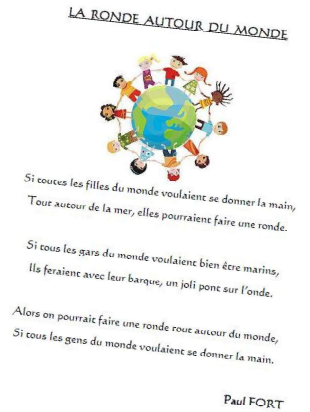 LA RONDE AUTOUR DU MONDE
Si toutes les filles du monde voulaient se donner la main,
Tout autour de la mer, elles pourraient faire une ronde.
Si tous les gars du monde voulaient bien être marins,
Ils feraient avec leur barque, un joli pont sur l'onde.
Alors on pourrait faire une ronde tout autour du monde,
Si tous les gens du monde voulaient se donner la main.
Paul FORT